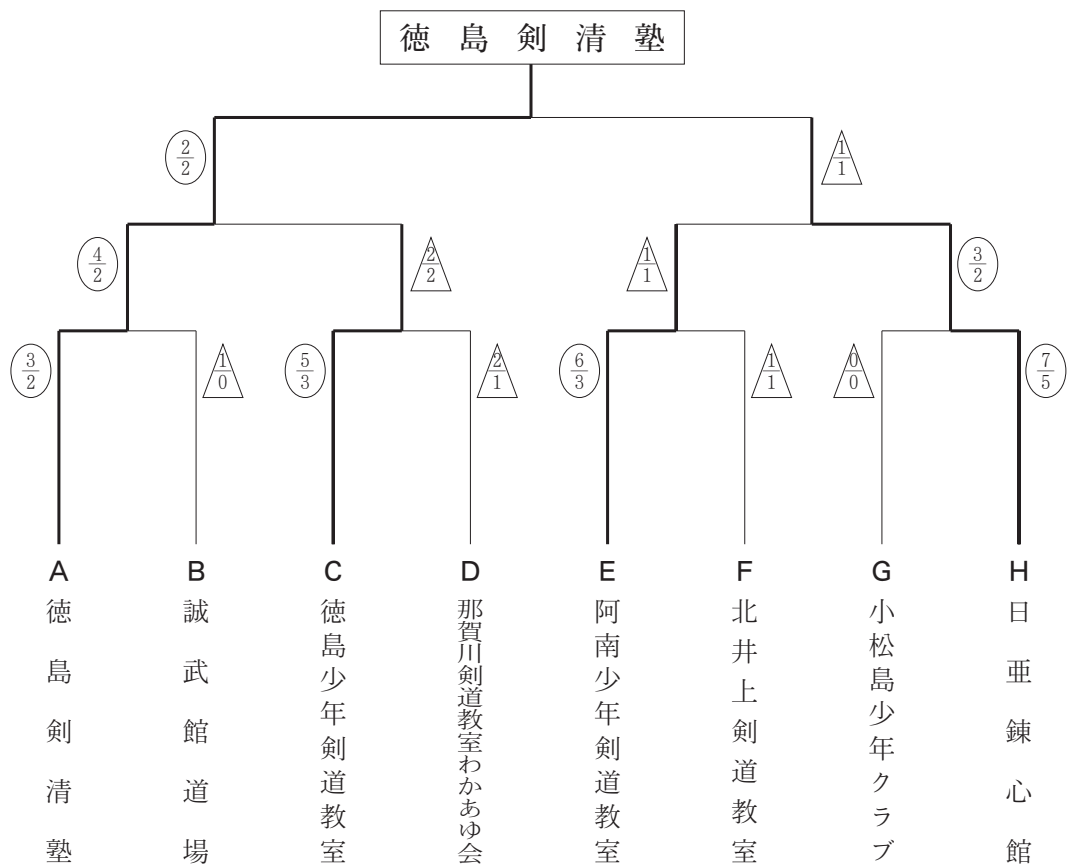 徳島剣清塾
2/2
1/1
4/2
2/2
1/1
3/2
3/2
1/0
5/3
2/1
6/3
1/1
0/0
7/5
A
徳島剣清塾
B
誠武館道場
C
徳島少年剣道教室
D
那賀川剣道教室わかあゆ会
E
阿南少年剣道教室
F
北井上剣道教室
G
小松島少年クラブ
H
日亜錬心館